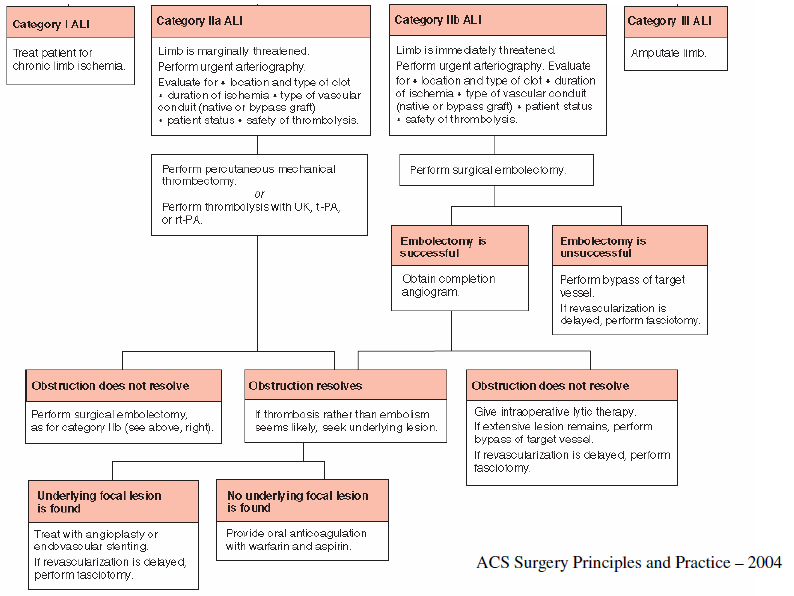 Category I ALI
Treat patient for
chronic limb ischemia.
Category IIa ALI
Limb is marginally threatened.
Perform urgent arteriography.
Evaluate for • location and type of clot
• duration of ischemia • type of vascular
conduit (native or bypass graft)
• patient status • safety of thrombolysis.
Category IIb ALI
Limb is immediately threatened.
Perform urgent arteriography. Evaluate
for • location and type of clot • duration
of ischemia • type of vascular conduit
(native or bypass graft) • patient status
• safety of thrombolysis.
Category III ALI
Amputate limb.
Perform percutaneous mechanical
thrombectomy.
or
Perform thrombolysis with UK, t-PA,
or rt-PA.
Perform surgical embolectomy.
Embolectomy is
successful
Obtain completion
angiogram.
Embolectomy is
unsuccessful
Perform bypass of target
vessel.
If revascularization is
delayed, perform fasciotomy.
Obstruction does not resolve
Perform surgical embolectomy,
as for category IIb (see above, right).
Obstruction resolves
If thrombosis rather than embolism
seems likely, seek underlying lesion.
Obstruction does not resolve
Give intraoperative lytic therapy.
If extensive lesion remains, perform
bypass of target vessel.
If revascularization is delayed, perform
fasciotomy.
Underlying focal lesion
is found
Treat with angioplasty or
endovascular stenting.
If revascularization is delayed,
perform fasciotomy.
No underlying focal lesion
is found
Provide oral anticoagulation
with warfarin and aspirin.
ACS Surgery Principles and Practice – 2004